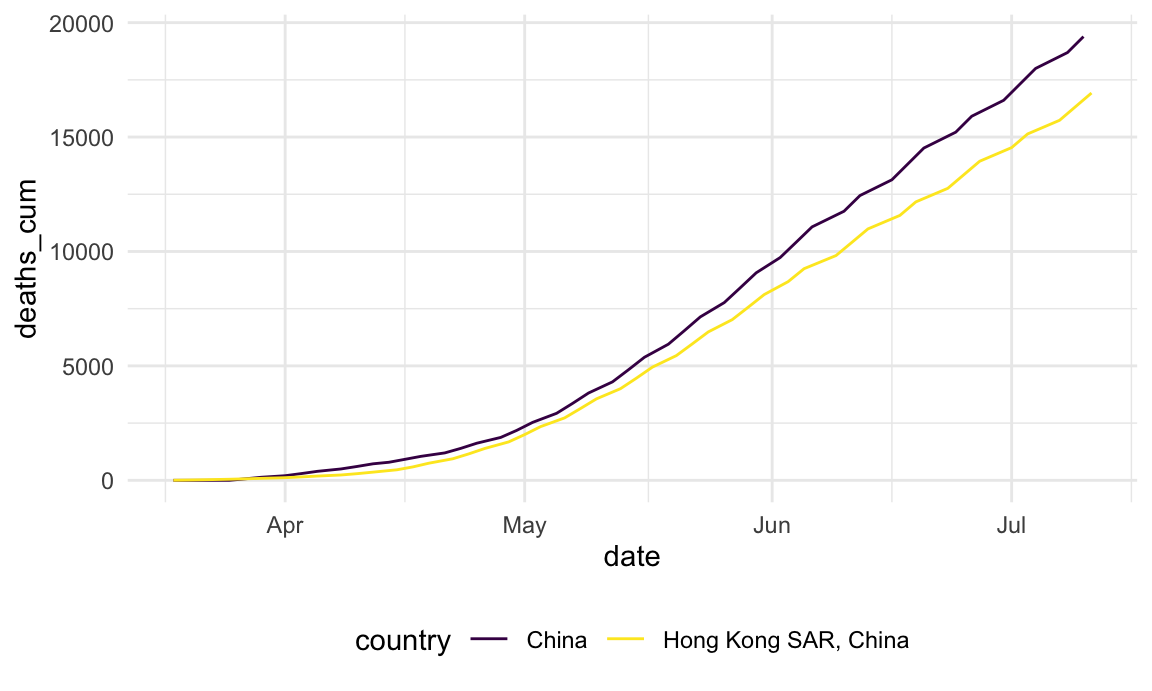 20000
15000
10000
5000
0
deaths_cum
Apr May Jun Jul
date
country China Hong Kong SAR, China